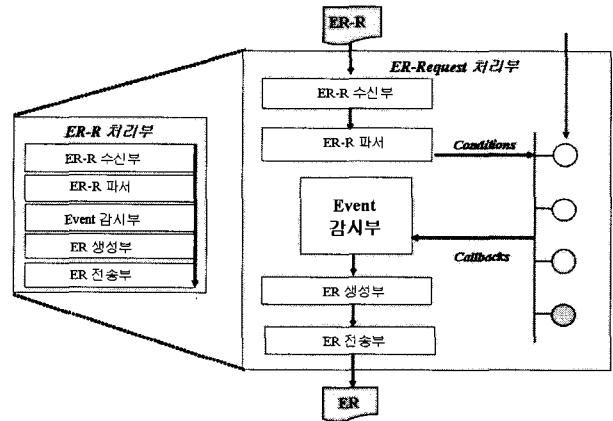 ER-R
ER-Request 처리부
ER-R 수신부
ER-R 파서
Conditions
Event
감시부
Callbacks
ER 생성부
ER 전송부
ER
ER-R 처리부
ER-R 수신부
ER-R 파서
Event 감시부
ER 생성부
ER 전송부